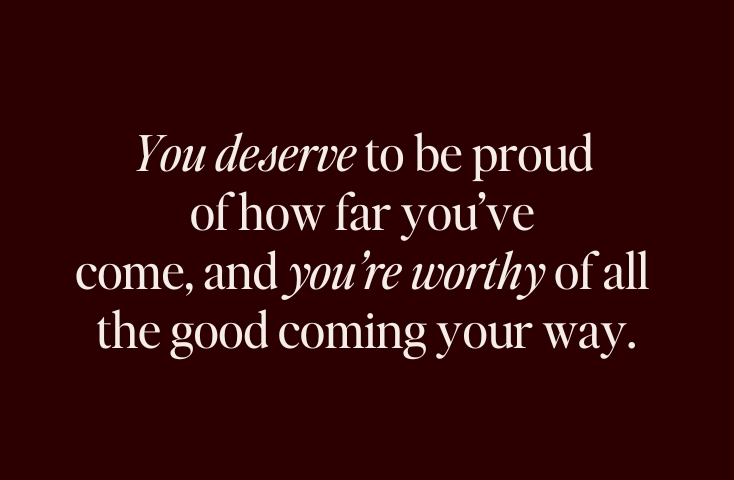 You deserve to be proud
of how far you’ve
come, and you’re worthy of all
the good coming your way.